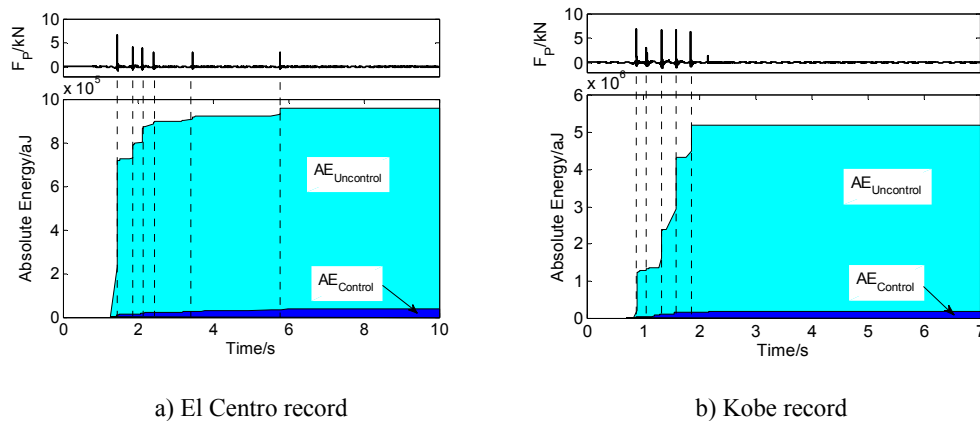 10
5
0
F_P/kN
x 10^5
10
8
6
4
2
0
Absolute Energy/aJ
AE_Uncontrol
AE_Control
0 2 4 6 8 10
Time/s
a) El Centro record
10
5
0
F_P/kN
x 10^6
6
5
4
3
2
1
0
Absolute Energy/aJ
AE_Uncontrol
AE_Control
0 1 2 3 4 5 6 7
Time/s
b) Kobe record